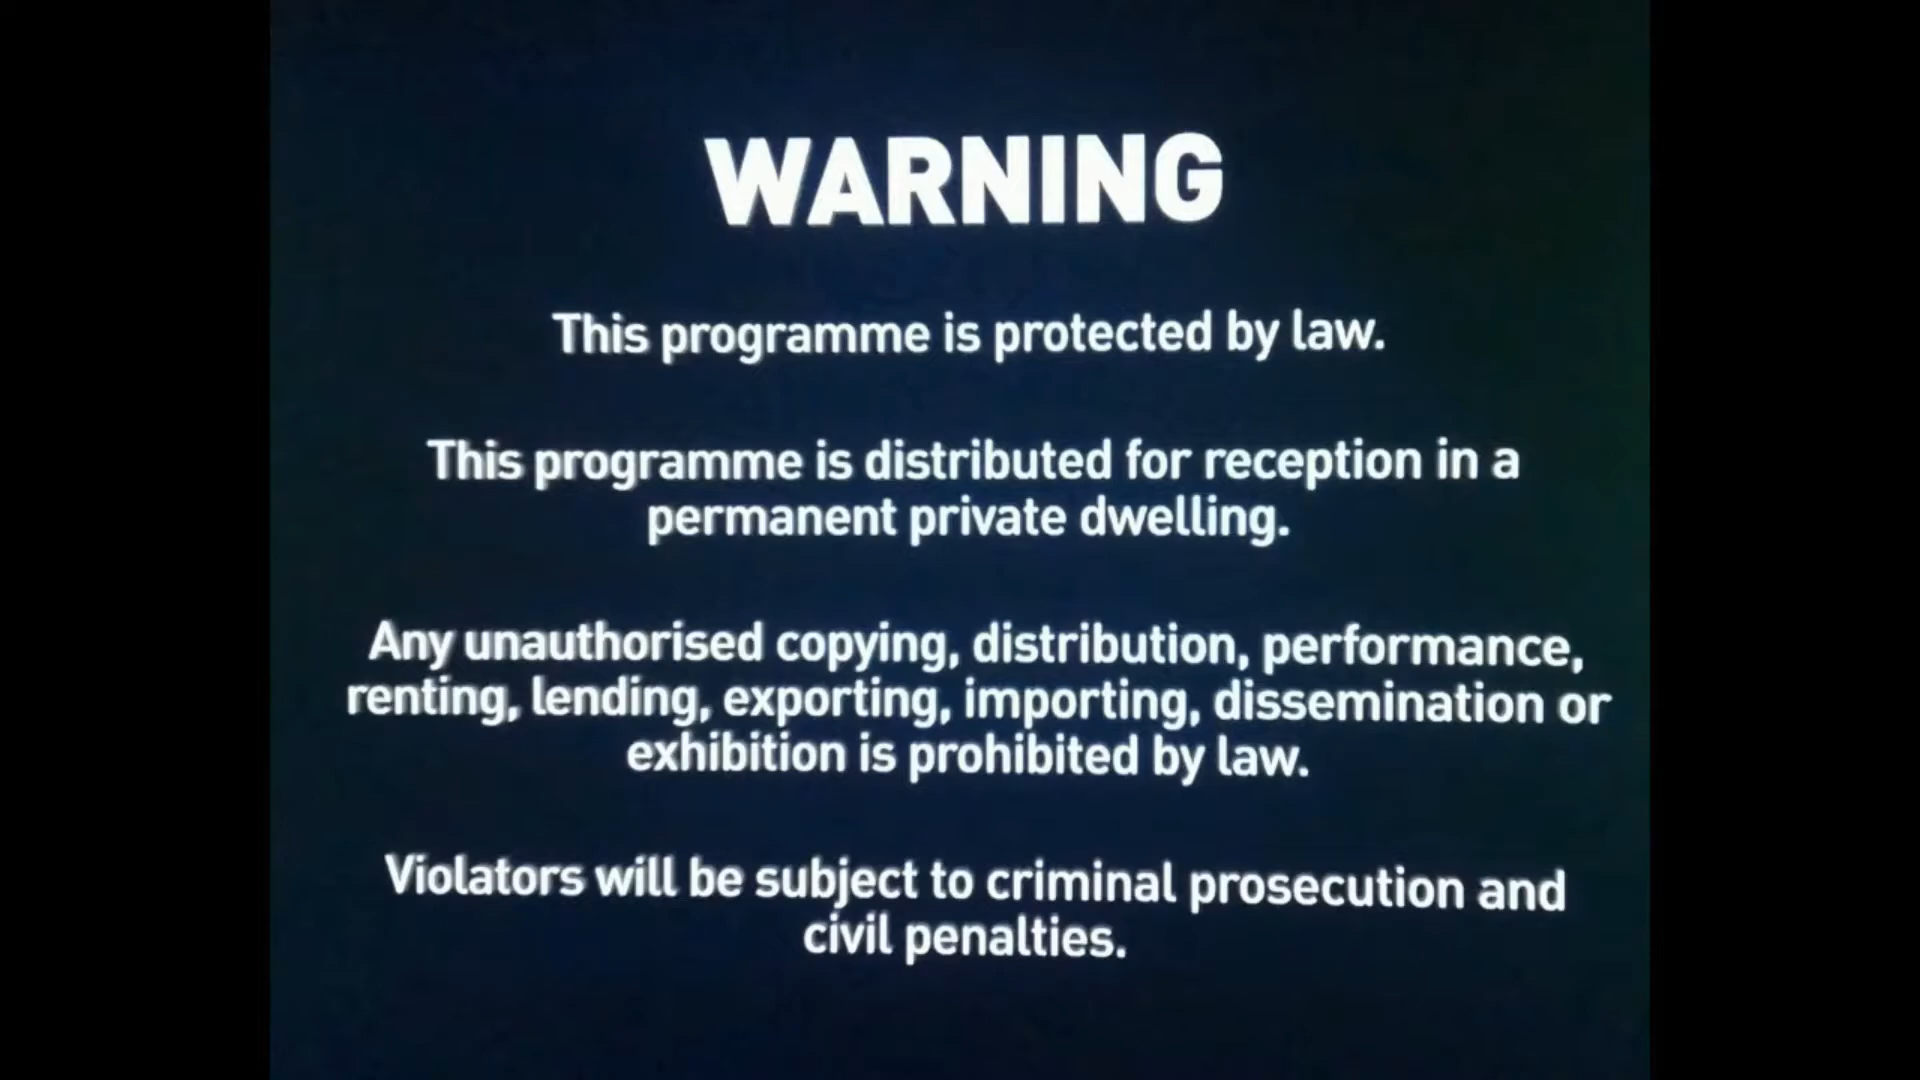 WARNING
This programme is protected by law.
This programme is distributed for reception in a
permanent private dwelling.
Any unauthorised copying, distribution, performance,
renting, lending, exporting, importing, dissemination or
exhibition is prohibited by law.
Violators will be subject to criminal prosecution and
civil penalties.